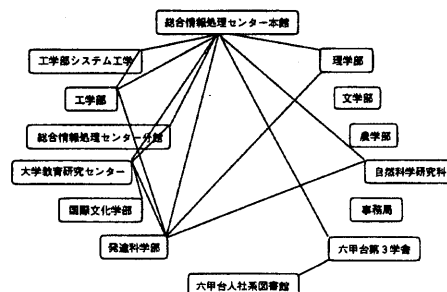 総合情報処理センター本館
工学部システム工学
理学部
工学部
文学部
総合情報処理センター分館
農学部
大学教育研究センター
自然科学研究科
国際文化学部
事務局
発達科学部
六甲台第3学舎
六甲台人社系図書館